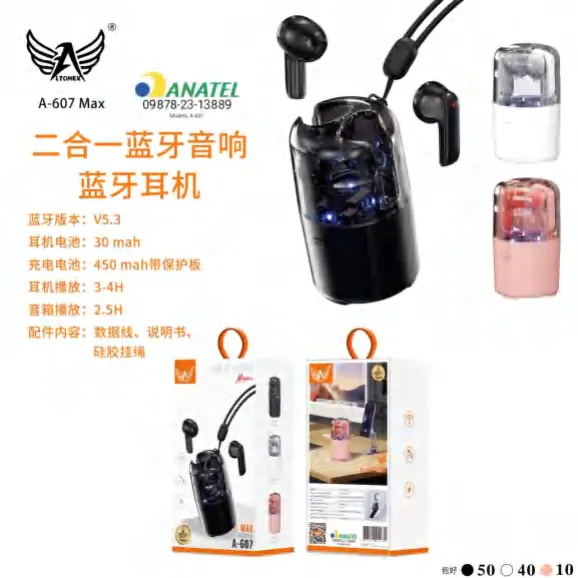 ®
ALTOMEX
A-607 Max
ANATEL
09878-23-13889
Modelo: A-607
二合一蓝牙音响
蓝牙耳机
蓝牙版本：V5.3
耳机电池：30 mah
充电电池：450 mah带保护板
耳机播放：3-4H
音箱播放：2.5H
配件内容：数据线、说明书、
硅胶挂绳
MAX
A-607
ANATEL
包好 50 40 10